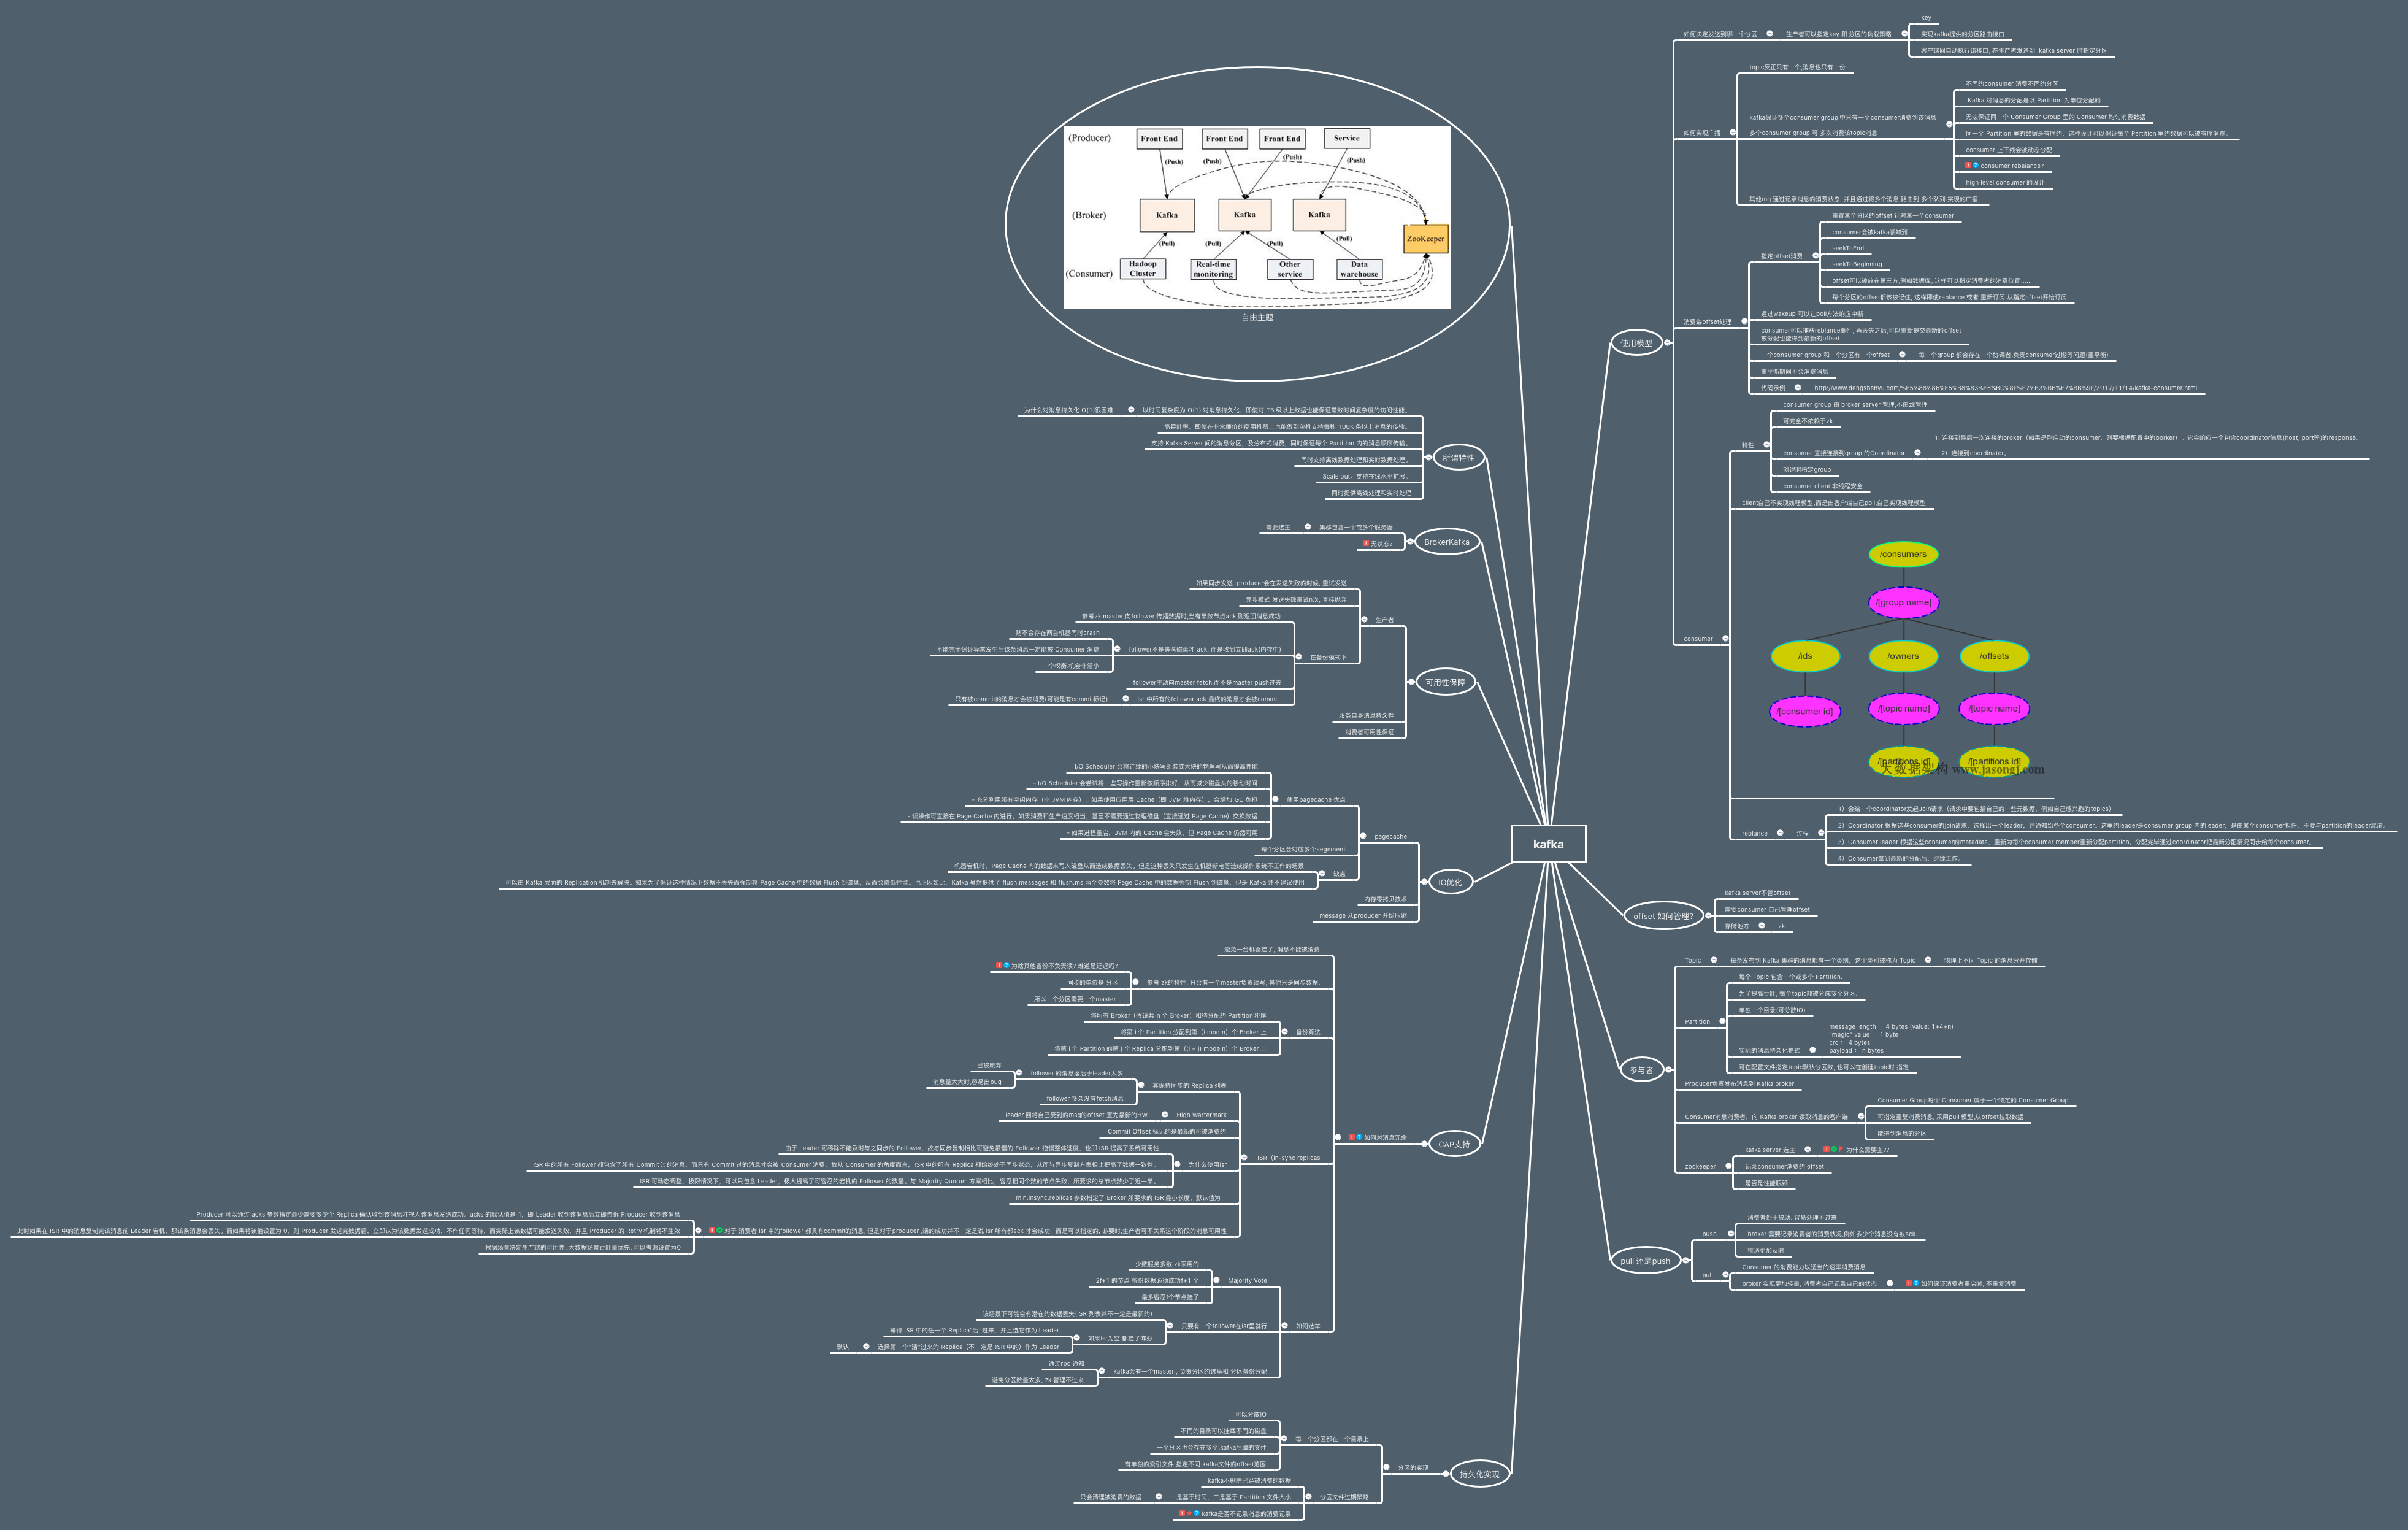 kafka
使用模型
如何决定发送到哪一个分区
生产者可以指定key 和 分区的负载策略
key
实现kafka提供的分区路由接口
客户端回自动执行该接口, 在生产者发送到 kafka server 时指定分区
如何实现广播
topic反正只有一个,消息也只有一份
kafka保证多个consumer group 中只有一个consumer消费到该消息
多个consumer group 可 多次消费该topic消息
不同的consumer 消费不同的分区
Kafka 对消息的分配是以 Partition 为单位分配的
无法保证同一个 Consumer Group 里的 Consumer 均匀消费数据
同一个 Partition 里的数据是有序的，这种设计可以保证每个 Partition 里的数据可以被有序消费。
consumer 上下线会被动态分配
consumer rebalance?
high level consumer 的设计
其他mq 通过记录消息的消费状态, 并且通过将多个消息 路由到 多个队列 实现的广播.
消费端offset处理
指定offset消费
重置某个分区的offset 针对某一个consumer
consumer会被kafka感知到
seekToEnd
seekToBeginning
offset可以被放在第三方,例如数据库, 这样可以指定消费者的消费位置......
每个分区的offset都该被记住, 这样即使reblance 或者 重新订阅 从指定offset开始订阅
通过wakeup 可以让poll方法响应中断
consumer可以捕获reblance事件, 再丢失之后,可以重新提交最新的offset
被分配也能得到最新的offset
一个consumer group 和一个分区有一个offset
每一个group 都会存在一个协调者,负责consumer过期等问题(重平衡)
重平衡期间不会消费消息
代码示例
http://www.dengshenyu.com/%E5%88%86%E5%B8%83%E5%BC%8F%E7%B3%BB%E7%BB%9F/2017/11/14/kafka-consumer.html
consumer
特性
consumer group 由 broker server 管理,不由zk管理
可完全不依赖于zk
consumer 直接连接到group 的Coordinator
1. 连接到最后一次连接的broker（如果是刚启动的consumer，则要根据配置中的borker）。它会响应一个包含coordinator信息(host, port等)的response。
2）连接到coordinator。
创建时指定group
consumer client 非线程安全
client自己不实现线程模型,而是由客户端自己poll,自己实现线程模型
/consumers
/[group name]
/ids
/owners
/offsets
/[consumer id]
/[topic name]
/[topic name]
/[partitions id]
/[partitions id]
大数据架构 www.jasongj.com
reblance
过程
1）会给一个coordinator发起Join请求（请求中要包括自己的一些元数据，例如自己感兴趣的topics）
2）Coordinator 根据这些consumer的join请求，选择出一个leader，并通知给各个consumer。这里的leader是consumer group 内的leader，是由某个consumer担任，不要与partition的leader混淆。
3）Consumer leader 根据这些consumer的metadata，重新为每个consumer member重新分配partition。分配完毕通过coordinator把最新分配情况同步给每个consumer。
4）Consumer拿到最新的分配后，继续工作。
offset 如何管理?
kafka server不管offset
需要consumer 自己管理offset
存储地方
zk
参与者
Topic
每条发布到 Kafka 集群的消息都有一个类别，这个类别被称为 Topic
物理上不同 Topic 的消息分开存储
Partition
每个 Topic 包含一个或多个 Partition.
为了提高吞吐, 每个topic都被分成多个分区.
单独一个目录(可分散IO)
实际的消息持久化格式
message length： 4 bytes (value: 1+4+n)
"magic" value： 1 byte
crc： 4 bytes
payload： n bytes
可在配置文件指定topic默认分区数, 也可以在创建topic时 指定
Producer负责发布消息到 Kafka broker
Consumer消息消费者，向 Kafka broker 读取消息的客户端
Consumer Group每个 Consumer 属于一个特定的 Consumer Group
可指定重复消费消息, 采用pull 模型,从offset拉取数据
能得到消息的分区
zookeeper
kafka server 选主
为什么需要主??
记录consumer消费的 offset
是否是性能瓶颈
pull 还是push
push
消费者处于被动. 容易处理不过来
broker 需要记录消费者的消费状况,例如多少个消息没有被ack.
推送更加及时
pull
Consumer 的消费能力以适当的速率消费消息
broker 实现更加轻量, 消费者自己记录自己的状态
如何保证消费者重启时, 不重复消费
(Producer)
Front End
Front End
Front End
Service
(Push)
(Push)
(Push)
(Push)
(Broker)
Kafka
Kafka
Kafka
ZooKeeper
(Pull)
(Pull)
(Pull)
(Pull)
(Consumer)
Hadoop
Cluster
Real-time
monitoring
Other
service
Data
warehouse
自由主题
所谓特性
以时间复杂度为 O(1) 对消息持久化，即使对 TB 级以上数据也能保证常数时间复杂度的访问性能。
为什么对消息持久化 O(1)很困难
高吞吐率。即使在非常廉价的商用机器上也能做到单机支持每秒 100K 条以上消息的传输。
支持 Kafka Server 间的消息分区，及分布式消费，同时保证每个 Partition 内的消息顺序传输。
同时支持离线数据处理和实时数据处理。
Scale out：支持在线水平扩展。
同时提供离线处理和实时处理
BrokerKafka
集群包含一个或多个服务器
需要选主
无状态?
可用性保障
生产者
如果同步发送. producer会在发送失败的时候, 重试发送
异步模式 发送失败重试n次, 直接抛弃
在备份模式下
参考zk master 向follower 传播数据时,当有半数节点ack 则返回消息成功
follower不是等落磁盘才 ack, 而是收到立即ack(内存中)
赌不会存在两台机器同时crash
不能完全保证异常发生后该条消息一定能被 Consumer 消费
一个权衡.机会非常小
follower主动向master fetch,而不是master push过去
isr 中所有的follower ack 最终的消息才会被commit
只有被commit的消息才会被消费(可能是有commit标记)
服务自身消息持久性
消费者可用性保证
IO优化
pagecache
使用pagecache 优点
I/O Scheduler 会将连续的小块写组装成大块的物理写从而提高性能
- I/O Scheduler 会尝试将一些写操作重新按顺序排好，从而减少磁盘头的移动时间
- 充分利用所有空闲内存（非 JVM 内存）。如果使用应用层 Cache（即 JVM 堆内存），会增加 GC 负担
- 读操作可直接在 Page Cache 内进行。如果消费和生产速度相当，甚至不需要通过物理磁盘（直接通过 Page Cache）交换数据
- 如果进程重启，JVM 内的 Cache 会失效，但 Page Cache 仍然可用
每个分区会对应多个segement
缺点
机器宕机时，Page Cache 内的数据未写入磁盘从而造成数据丢失。但是这种丢失只发生在机器断电等造成操作系统不工作的场景
可以由 Kafka 层面的 Replication 机制去解决。如果为了保证这种情况下数据不丢失而强制将 Page Cache 中的数据 Flush 到磁盘，反而会降低性能。也正因如此，Kafka 虽然提供了 flush.messages 和 flush.ms 两个参数将 Page Cache 中的数据强制 Flush 到磁盘，但是 Kafka 并不建议使用
内存零拷贝技术
message 从producer 开始压缩
CAP支持
如何对消息冗余
避免一台机器挂了, 消息不能被消费
参考 zk的特性, 只会有一个master负责读写, 其他只是同步数据.
为啥其他备份不负责读? 难道是延迟吗?
同步的单位是 分区
所以一个分区需要一个master
备份算法
将所有 Broker（假设共 n 个 Broker）和待分配的 Partition 排序
将第 i 个 Partition 分配到第（i mod n）个 Broker 上
将第 i 个 Partition 的第 j 个 Replica 分配到第（(i + j) mode n）个 Broker 上
ISR（in-sync replicas
其保持同步的 Replica 列表
follower 的消息落后于leader太多
已被废弃
消息量太大时,容易出bug
follower 多久没有fetch消息
High Wartermark
leader 回将自己受到的msg的offset 置为最新的HW
Commit Offset 标记的是最新的可被消费的
为什么使用isr
由于 Leader 可移除不能及时与之同步的 Follower，故与同步复制相比可避免最慢的 Follower 拖慢整体速度，也即 ISR 提高了系统可用性
ISR 中的所有 Follower 都包含了所有 Commit 过的消息，而只有 Commit 过的消息才会被 Consumer 消费，故从 Consumer 的角度而言，ISR 中的所有 Replica 都始终处于同步状态，从而与异步复制方案相比提高了数据一致性。
ISR 可动态调整，极限情况下，可以只包含 Leader，极大提高了可容忍的宕机的 Follower 的数量。与 Majority Quorum 方案相比，容忍相同个数的节点失败，所要求的总节点数少了近一半。
min.insync.replicas 参数指定了 Broker 所要求的 ISR 最小长度，默认值为 1
对于 消费者 isr 中的follower 都具有commit的消息, 但是对于producer ,端的成功并不一定是说 isr 所有都ack 才会成功，而是可以指定的, 必要时,生产者可不关系这个阶段的消息可用性
Producer 可以通过 acks 参数指定最少需要多少个 Replica 确认收到该消息才视为该消息发送成功。acks 的默认值是 1，即 Leader 收到该消息后立即告诉 Producer 收到该消息
此时如果在 ISR 中的消息复制完该消息前 Leader 宕机，那该条消息会丢失。而如果将该值设置为 0，则 Producer 发送完数据后，立即认为该数据发送成功，不作任何等待，而实际上该数据可能发送失败，并且 Producer 的 Retry 机制将不生效
根据场景决定生产端的可用性, 大数据场景吞吐量优先, 可以考虑设置为0
如何选举
Majority Vote
少数服务多数 zk采用的
2f+1 的节点 备份数据必须成功f+1 个
最多容忍f个节点挂了
只要有一个follower在isr里就行
该场景下可能会有潜在的数据丢失(ISR 列表并不一定是最新的)
如果isr为空,都挂了咋办
等待 ISR 中的任一个 Replica“活”过来，并且选它作为 Leader
选择第一个“活”过来的 Replica（不一定是 ISR 中的）作为 Leader
默认
kafka会有一个master , 负责分区的选举和 分区备份分配
通过rpc 通知
避免分区数量太多, zk 管理不过来
持久化实现
分区的实现
每一个分区都在一个目录上
可以分散IO
不同的目录可以挂载不同的磁盘
一个分区也会存在多个.kafka后缀的文件
有单独的索引文件,指定不同.kafka文件的offset范围
分区文件过期策略
kafka不删除已经被消费的数据
一是基于时间，二是基于 Partition 文件大小
只会清理被消费的数据
kafka是否不记录消息的消费记录